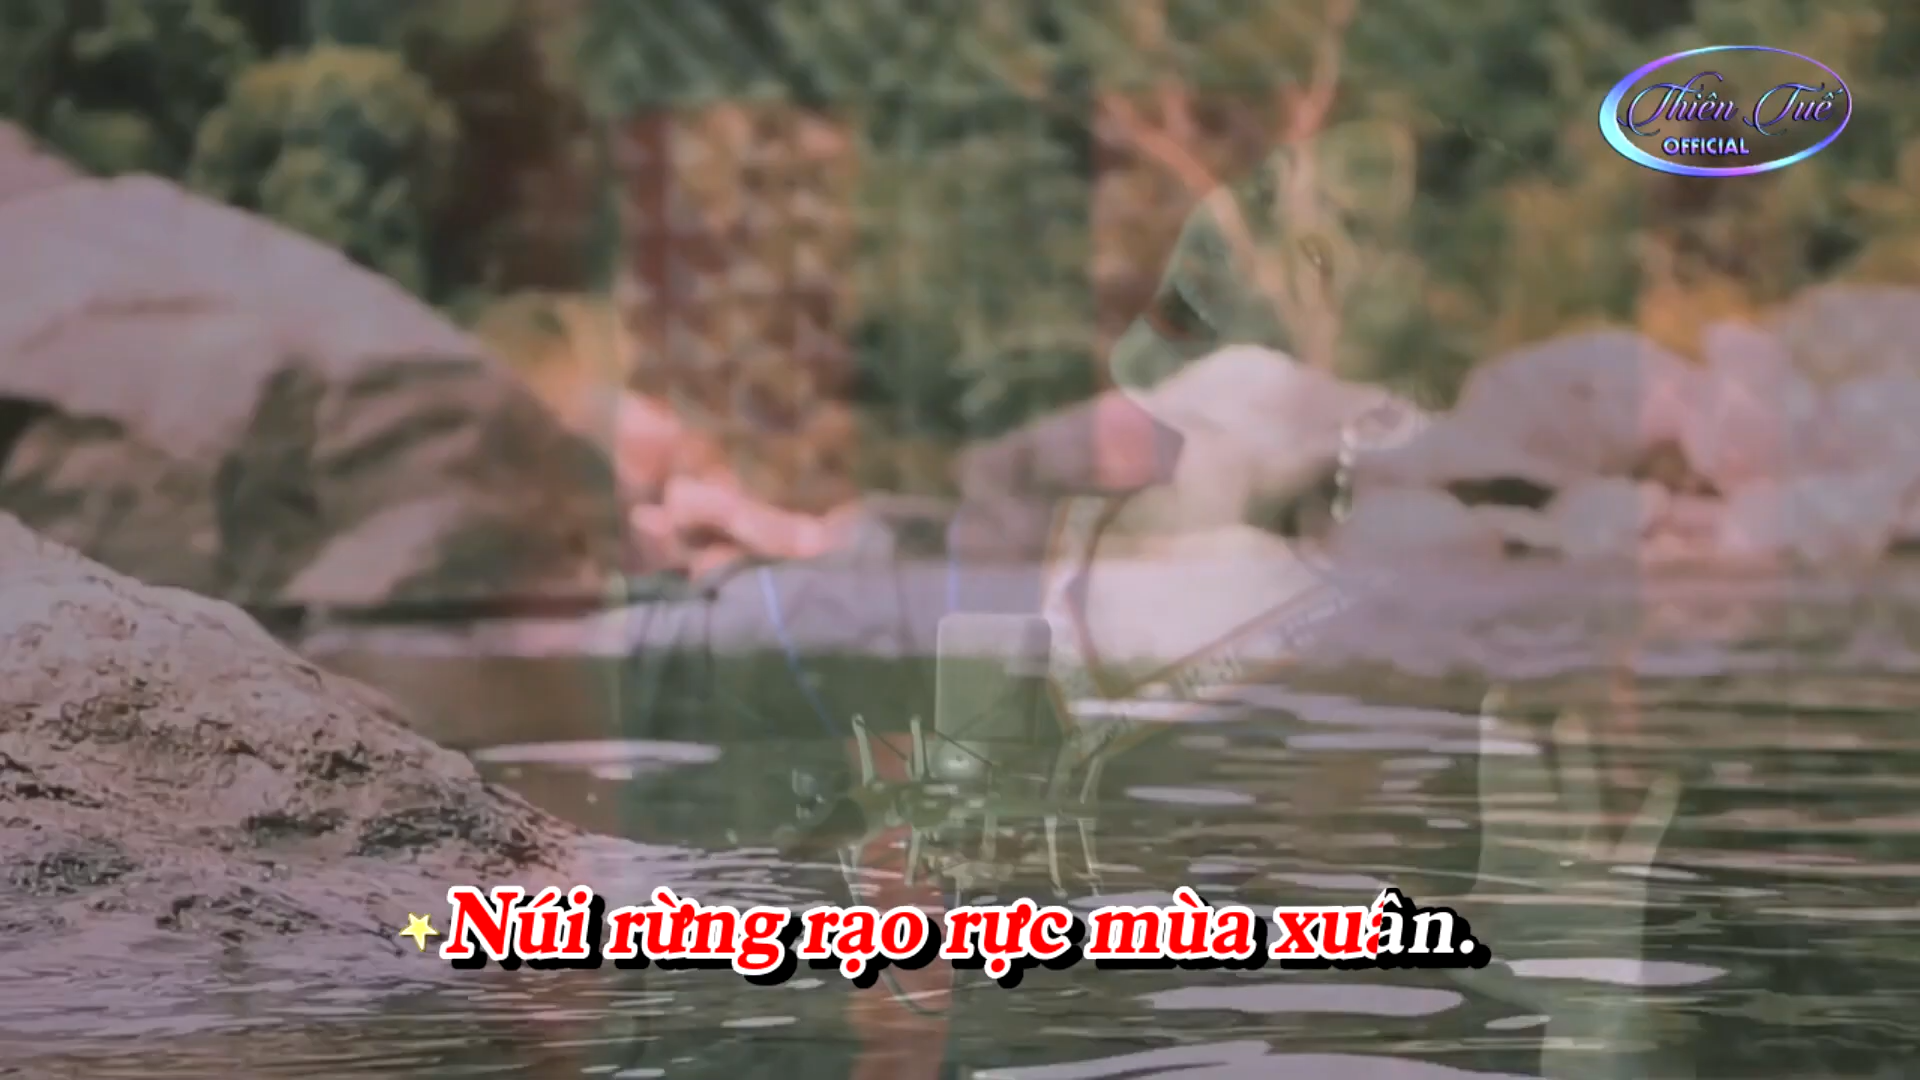 Thiên Tuế
OFFICIAL
Núi rừng rạo rực mùa xuân.